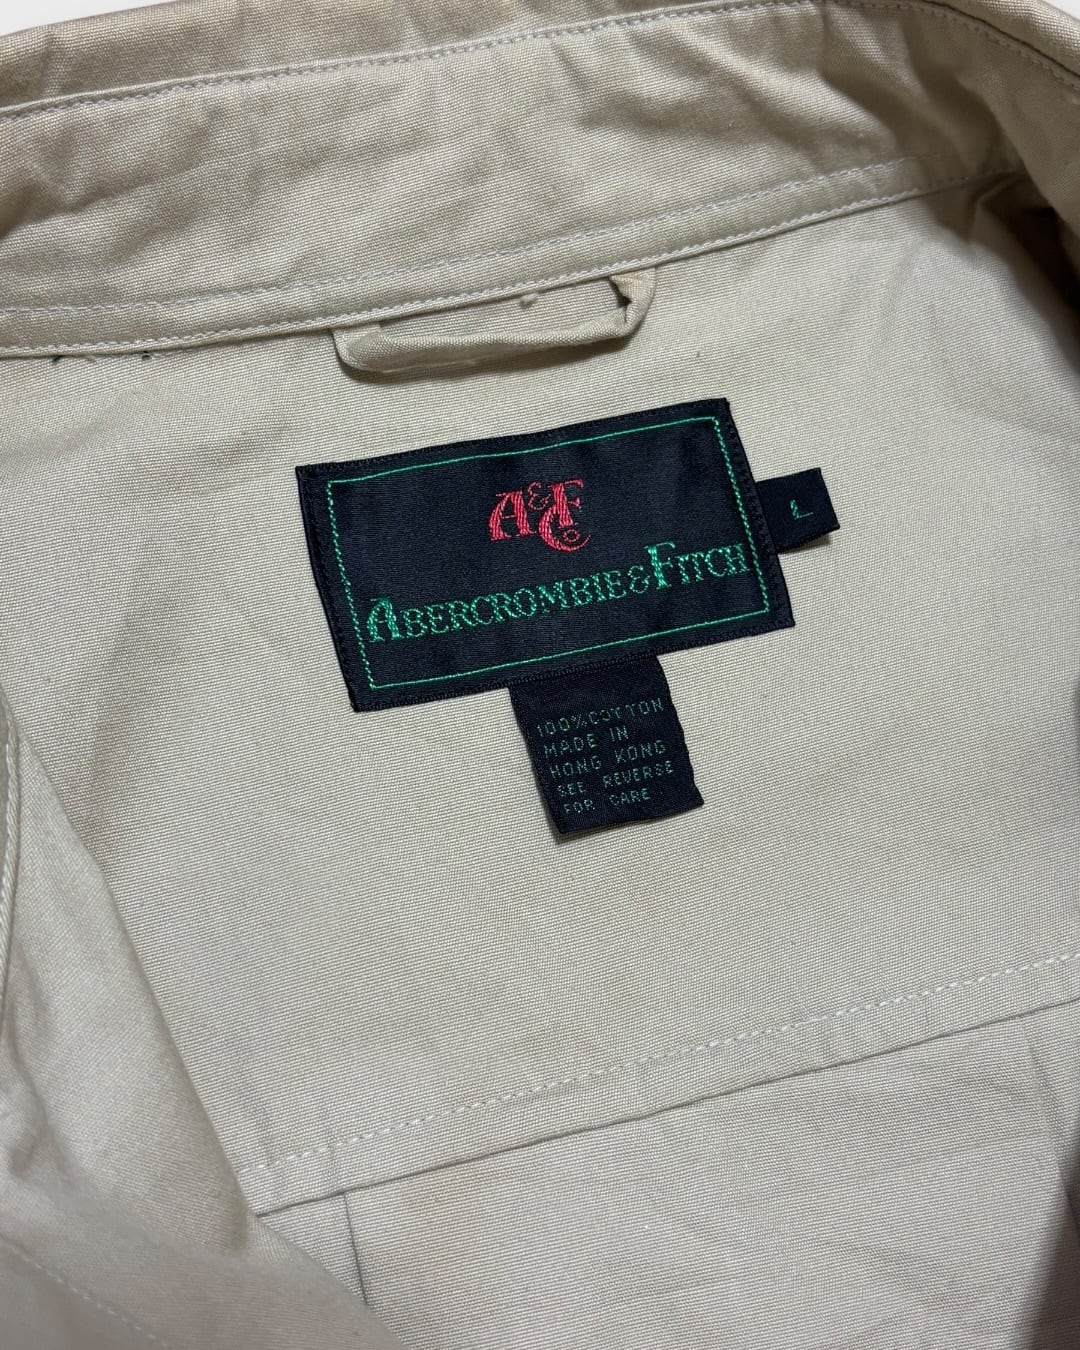 A&F Co
ABERCROMBIE & FITCH
L
100% COTTON
MADE IN
HONG KONG
SEE REVERSE
FOR CARE